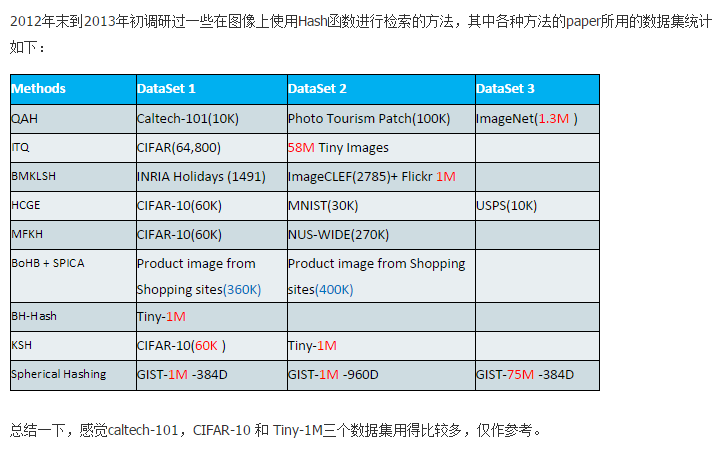 2012年末到2013年初调研过一些在图像上使用Hash函数进行检索的方法，其中各种方法的paper所用的数据集统计
如下：
Methods DataSet 1 DataSet 2 DataSet 3
QAH Caltech-101(10K) Photo Tourism Patch(100K) ImageNet(1.3M )
ITQ CIFAR(64,800) 58M Tiny Images
BMKLSH INRIA Holidays (1491) ImageCLEF(2785)+ Flickr 1M
HCGE CIFAR-10(60K) MNIST(30K) USPS(10K)
MFKH CIFAR-10(60K) NUS-WIDE(270K)
BoHB + SPICA Product image from Product image from Shopping
Shopping sites(360K) sites(400K)
BH-Hash Tiny-1M
KSH CIFAR-10(60K ) Tiny-1M
Spherical Hashing GIST-1M -384D GIST-1M -960D GIST-75M -384D
总结一下，感觉caltech-101，CIFAR-10 和 Tiny-1M三个数据集用得比较多，仅作参考。